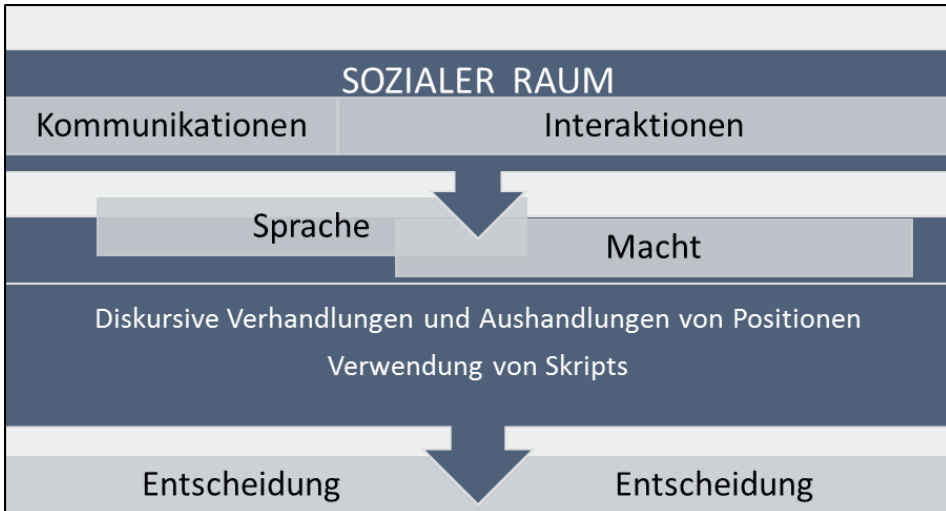 SOZIALER RAUM
Kommunikationen Interaktionen
Sprache
Macht
Diskursive Verhandlungen und Aushandlungen von Positionen
Verwendung von Skripts
Entscheidung Entscheidung